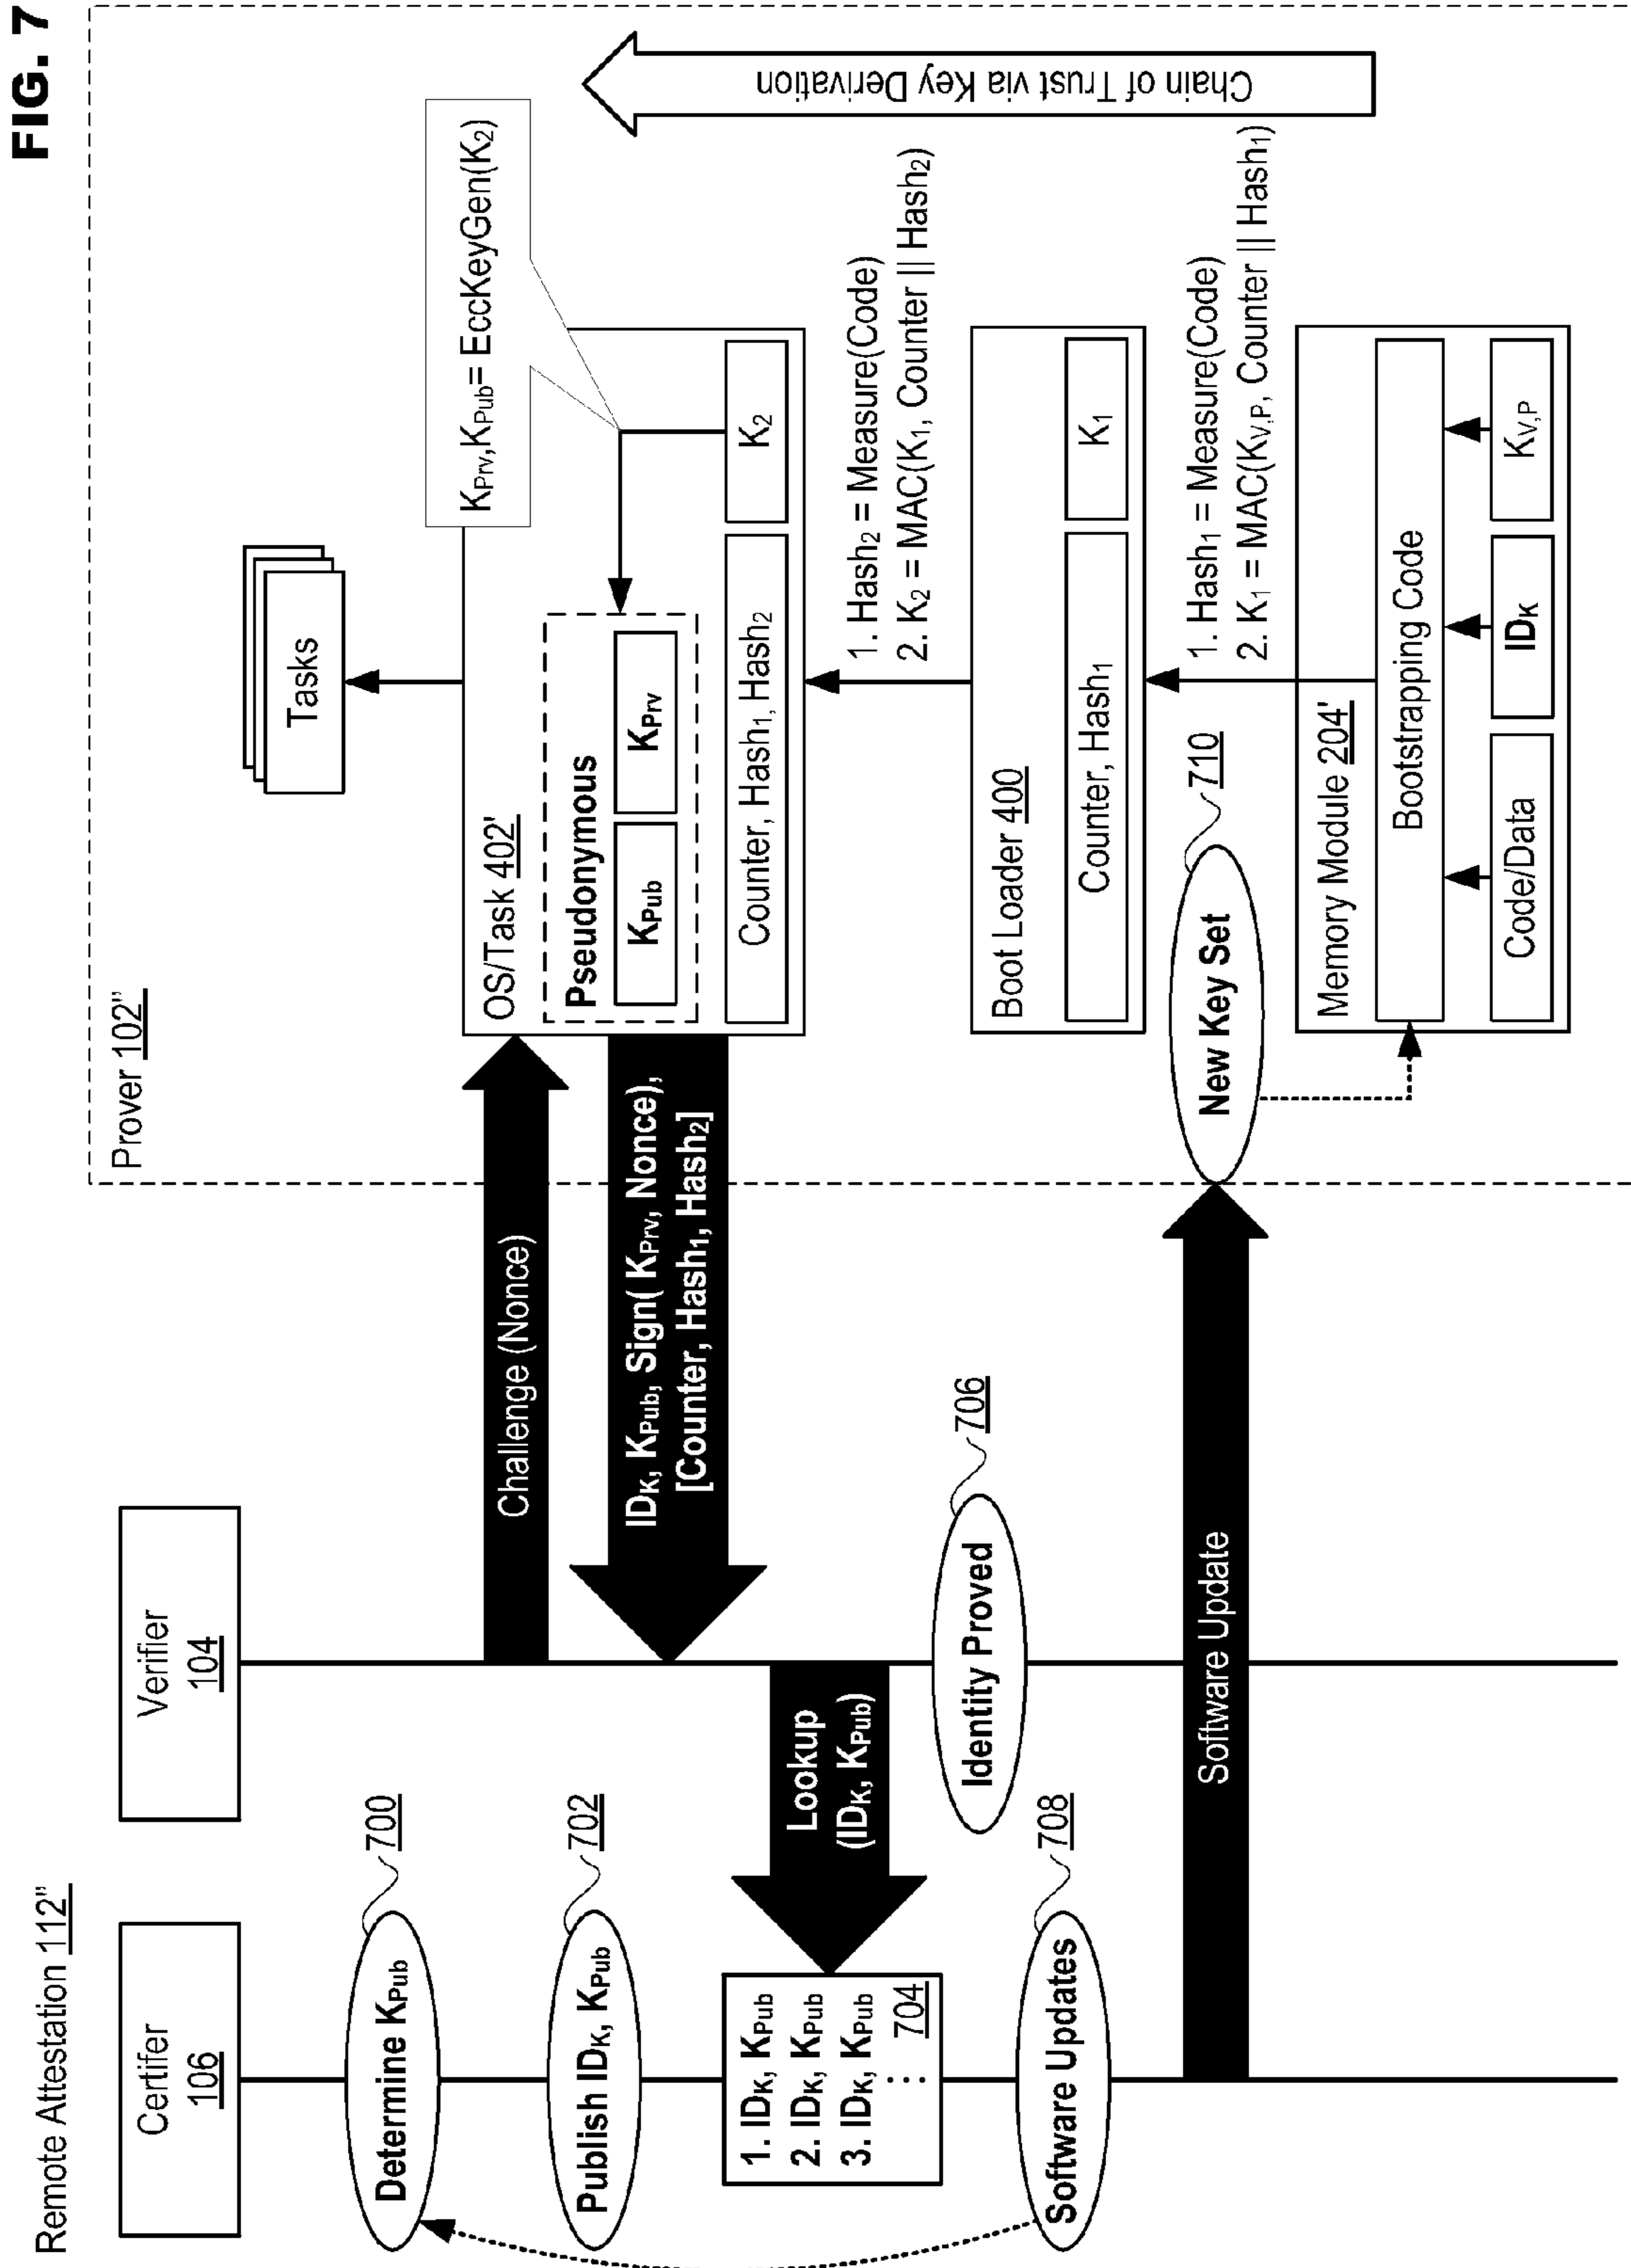 FIG. 7
Remote Attestation 112”
Certifer
106
Determine KPub
700
Publish IDK, KPub
702
1. IDK, KPub
2. IDK, KPub
3. IDK, KPub
⋮ 704
Software Updates
708
Verifier
104
Challenge (Nonce)
IDK, KPub, Sign( KPrv, Nonce),
[Counter, Hash1, Hash2]
Lookup
(IDK, KPub)
Identity Proved
706
Software Update
Prover 102”
Tasks
KPrv,KPub= EccKeyGen(K2)
OS/Task 402'
Pseudonymous
KPub
KPrv
Counter, Hash1, Hash2
K2
1. Hash2 = Measure(Code)
2. K2 = MAC(K1, Counter || Hash2)
Boot Loader 400
Counter, Hash1
K1
1. Hash1 = Measure(Code)
2. K1 = MAC(KV,P, Counter || Hash1)
New Key Set
710
Memory Module 204'
Bootstrapping Code
Code/Data
IDK
KV,P
Chain of Trust via Key Derivation